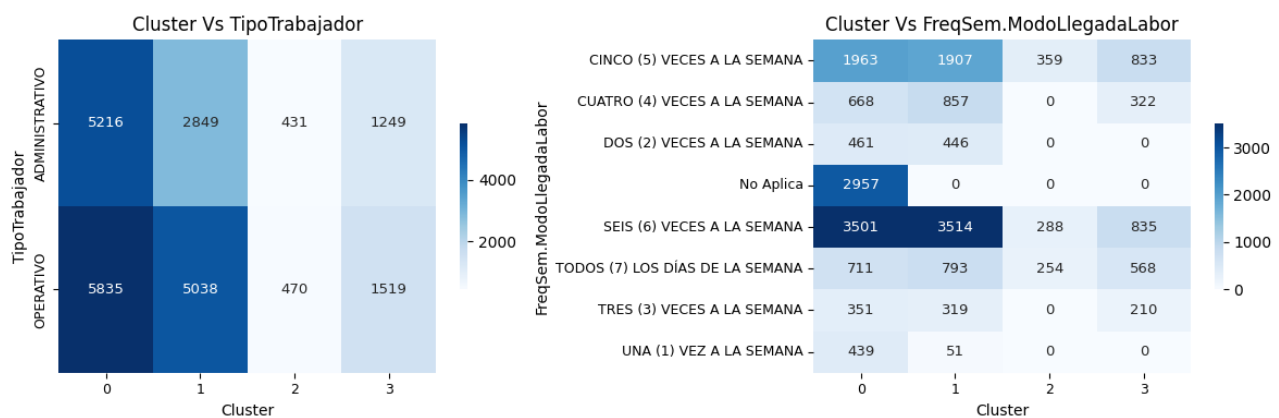 Cluster Vs TipoTrabajador
TipoTrabajador
ADMINISTRATIVO
5216 2849 431 1249
OPERATIVO
5835 5038 470 1519
0 1 2 3
Cluster
4000
2000
Cluster Vs FreqSem.ModoLlegadaLabor
FreqSem.ModoLlegadaLabor
CINCO (5) VECES A LA SEMANA 1963 1907 359 833
CUATRO (4) VECES A LA SEMANA 668 857 0 322
DOS (2) VECES A LA SEMANA 461 446 0 0
No Aplica 2957 0 0 0
SEIS (6) VECES A LA SEMANA 3501 3514 288 835
TODOS (7) LOS DÍAS DE LA SEMANA 711 793 254 568
TRES (3) VECES A LA SEMANA 351 319 0 210
UNA (1) VEZ A LA SEMANA 439 51 0 0
0 1 2 3
Cluster
3000
2000
1000
0